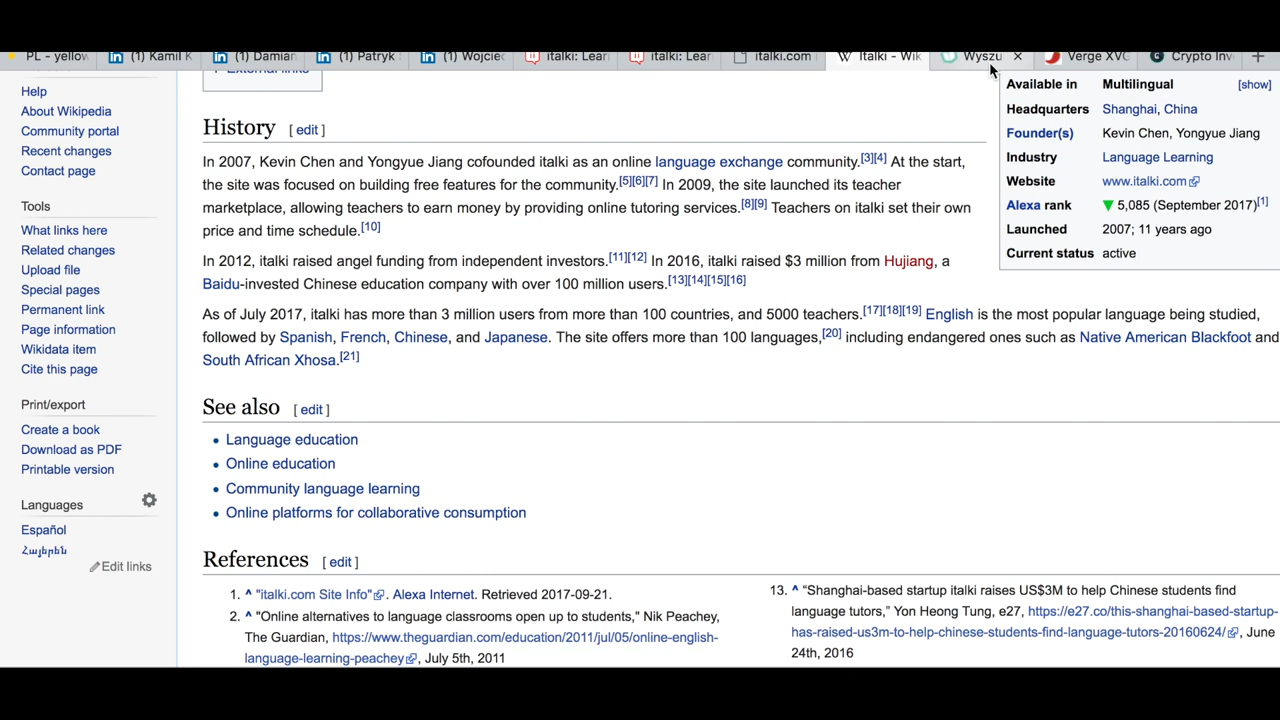 PL - yellow
(1) Kamil K
(1) Damian
(1) Patryk
(1) Wojciec
italki: Lear
italki: Lear
italki.com
Italki - Wik
Wyszu
Verge XVG
Crypto Inv
External links
Help
About Wikipedia
Community portal
Recent changes
Contact page
Tools
What links here
Related changes
Upload file
Special pages
Permanent link
Page information
Wikidata item
Cite this page
Print/export
Create a book
Download as PDF
Printable version
Languages
Español
Հայերեն
Edit links
History [ edit ]
In 2007, Kevin Chen and Yongyue Jiang cofounded italki as an online language exchange community.[3][4] At the start,
the site was focused on building free features for the community.[5][6][7] In 2009, the site launched its teacher
marketplace, allowing teachers to earn money by providing online tutoring services.[8][9] Teachers on italki set their own
price and time schedule.[10]
In 2012, italki raised angel funding from independent investors.[11][12] In 2016, italki raised $3 million from Hujiang, a
Baidu-invested Chinese education company with over 100 million users.[13][14][15][16]
As of July 2017, italki has more than 3 million users from more than 100 countries, and 5000 teachers.[17][18][19] English is the most popular language being studied,
followed by Spanish, French, Chinese, and Japanese. The site offers more than 100 languages,[20] including endangered ones such as Native American Blackfoot and
South African Xhosa.[21]
See also [ edit ]
Language education
Online education
Community language learning
Online platforms for collaborative consumption
References [ edit ]
1. ^ "italki.com Site Info". Alexa Internet. Retrieved 2017-09-21.
2. ^ "Online alternatives to language classrooms open up to students," Nik Peachey,
The Guardian, https://www.theguardian.com/education/2011/jul/05/online-english-
language-learning-peachey, July 5th, 2011
13. ^ “Shanghai-based startup italki raises US$3M to help Chinese students find
language tutors,” Yon Heong Tung, e27, https://e27.co/this-shanghai-based-startup-
has-raised-us3m-to-help-chinese-students-find-language-tutors-20160624/, June
24th, 2016
Available in Multilingual [show]
Headquarters Shanghai, China
Founder(s) Kevin Chen, Yongyue Jiang
Industry Language Learning
Website www.italki.com
Alexa rank ▼ 5,085 (September 2017)[1]
Launched 2007; 11 years ago
Current status active